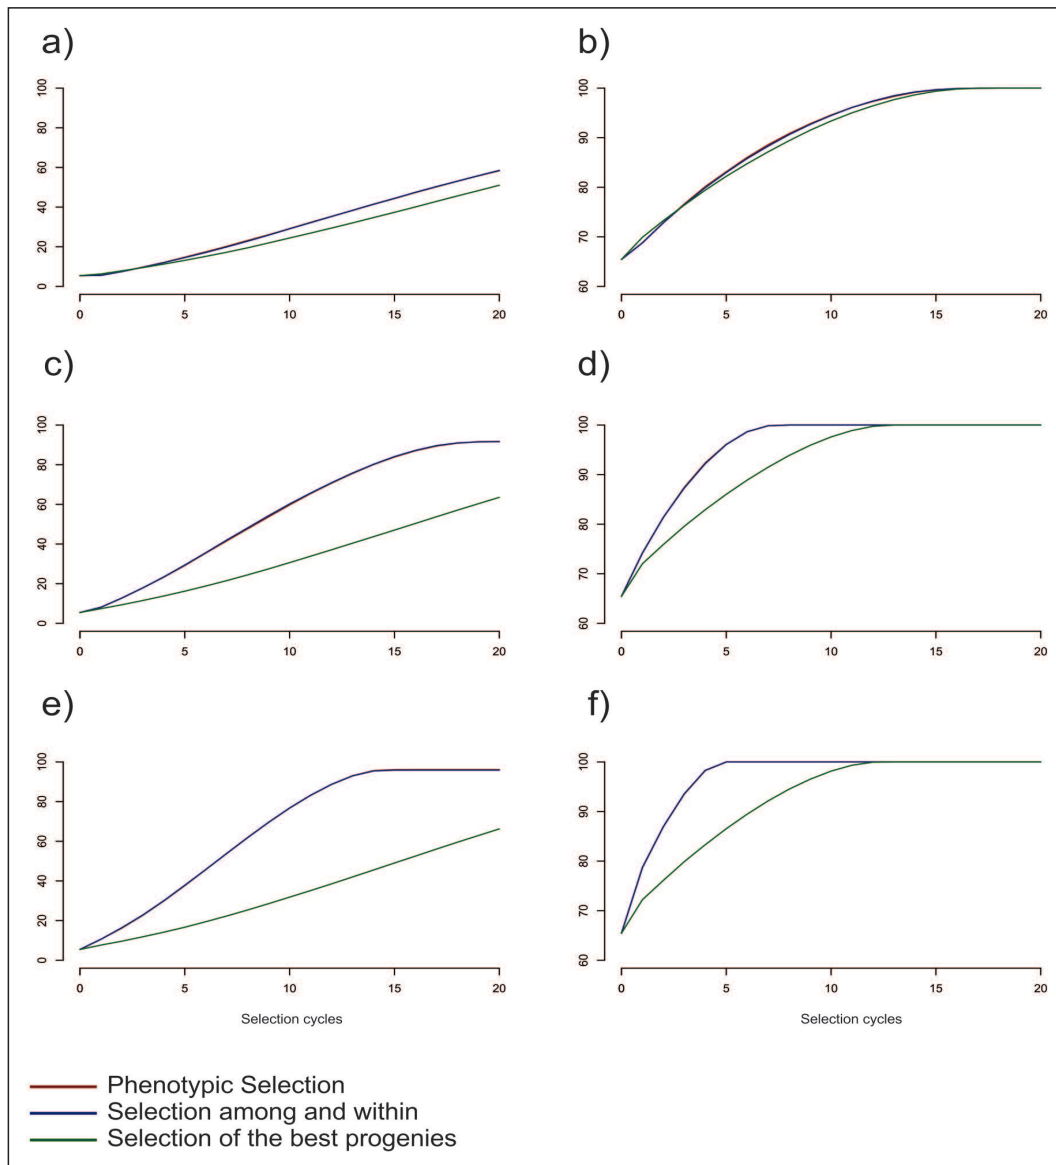 a)
b)
100
80
60
40
20
0
0 5 10 15 20
100
90
80
70
60
0 5 10 15 20
c)
d)
100
80
60
40
20
0
0 5 10 15 20
100
90
80
70
60
0 5 10 15 20
e)
f)
100
80
60
40
20
0
0 5 10 15 20
Selection cycles
100
90
80
70
60
0 5 10 15 20
Selection cycles
Phenotypic Selection
Selection among and within
Selection of the best progenies